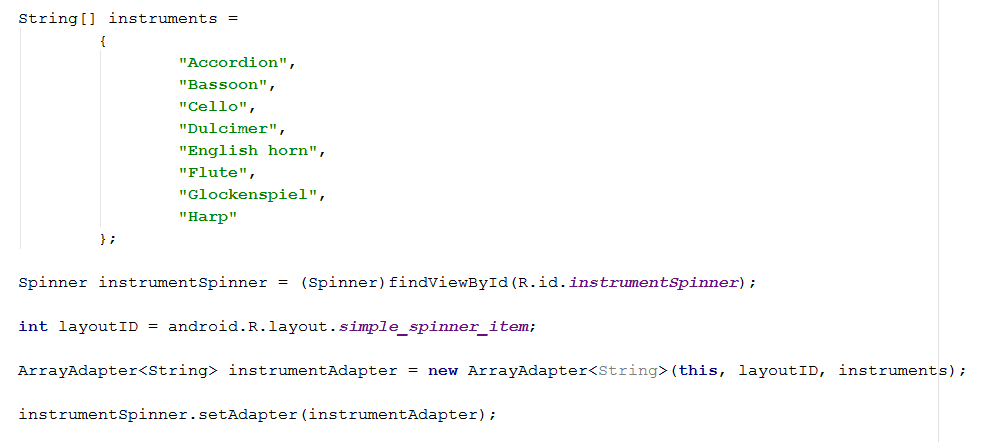 String[] instruments =
{
"Accordion",
"Bassoon",
"Cello",
"Dulcimer",
"English horn",
"Flute",
"Glockenspiel",
"Harp"
};
Spinner instrumentSpinner = (Spinner)findViewById(R.id.instrumentSpinner);
int layoutID = android.R.layout.simple_spinner_item;
ArrayAdapter<String> instrumentAdapter = new ArrayAdapter<String>(this, layoutID, instruments);
instrumentSpinner.setAdapter(instrumentAdapter);